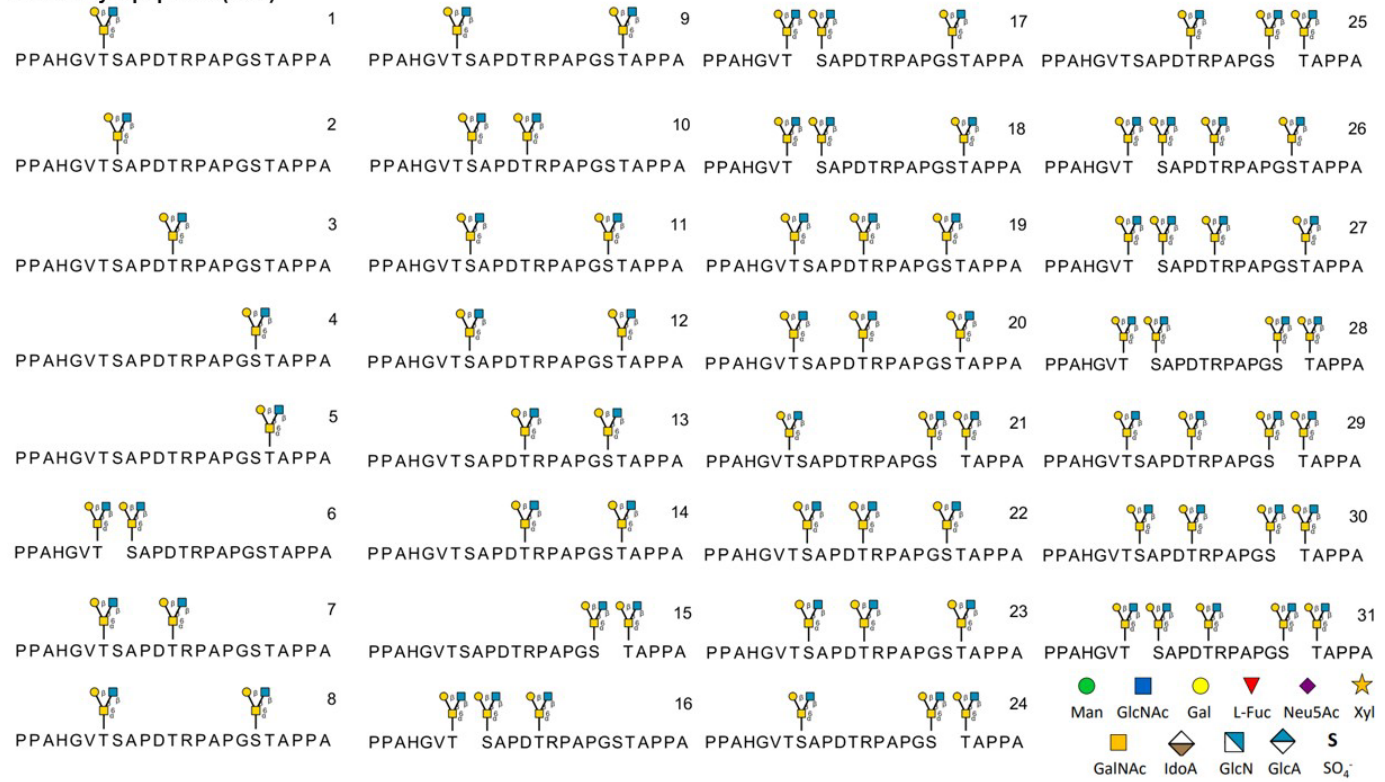 1
PPAHGVTSAPDTRPAPGSTAPPA
2
PPAHGVTSAPDTRPAPGSTAPPA
3
PPAHGVTSAPDTRPAPGSTAPPA
4
PPAHGVTSAPDTRPAPGSTAPPA
5
PPAHGVTSAPDTRPAPGSTAPPA
6
PPAHGVT SAPDTRPAPGSTAPPA
7
PPAHGVTSAPDTRPAPGSTAPPA
8
PPAHGVTSAPDTRPAPGSTAPPA
9
PPAHGVTSAPDTRPAPGSTAPPA
10
PPAHGVTSAPDTRPAPGSTAPPA
11
PPAHGVTSAPDTRPAPGSTAPPA
12
PPAHGVTSAPDTRPAPGSTAPPA
13
PPAHGVTSAPDTRPAPGSTAPPA
14
PPAHGVTSAPDTRPAPGSTAPPA
15
PPAHGVTSAPDTRPAPGS TAPPA
16
PPAHGVT SAPDTRPAPGSTAPPA
17
PPAHGVT SAPDTRPAPGSTAPPA
18
PPAHGVT SAPDTRPAPGSTAPPA
19
PPAHGVTSAPDTRPAPGSTAPPA
20
PPAHGVTSAPDTRPAPGSTAPPA
21
PPAHGVTSAPDTRPAPGS TAPPA
22
PPAHGVTSAPDTRPAPGSTAPPA
23
PPAHGVTSAPDTRPAPGSTAPPA
24
PPAHGVTSAPDTRPAPGS TAPPA
25
PPAHGVTSAPDTRPAPGS TAPPA
26
PPAHGVT SAPDTRPAPGSTAPPA
27
PPAHGVT SAPDTRPAPGSTAPPA
28
PPAHGVT SAPDTRPAPGS TAPPA
29
PPAHGVTSAPDTRPAPGS TAPPA
30
PPAHGVTSAPDTRPAPGS TAPPA
31
PPAHGVT SAPDTRPAPGS TAPPA
Man GlcNAc Gal L-Fuc Neu5Ac Xyl
S
GalNAc IdoA GlcN GlcA SO₄⁻